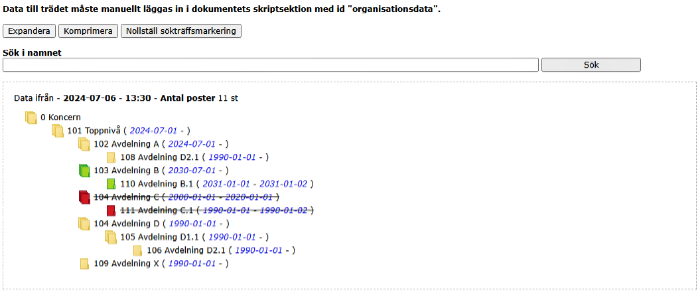 Data till trädet måste manuellt läggas in i dokumentets skriptsektion med id "organisationsdata".
Expandera Komprimera Nollställ sökträffsmarkering
Sök i namnet
Sök
Data ifrån - 2024-07-06 - 13:30 - Antal poster 11 st
0 Koncern
101 Toppnivå ( 2024-07-01 - )
102 Avdelning A ( 2024-07-01 - )
108 Avdelning D2.1 ( 1990-01-01 - )
103 Avdelning B ( 2030-07-01 - )
110 Avdelning B.1 ( 2031-01-01 - 2031-01-02 )
104 Avdelning C ( 2000-01-01 - 2020-01-01 )
111 Avdelning C.1 ( 1990-01-01 - 1990-01-02 )
104 Avdelning D ( 1990-01-01 - )
105 Avdelning D1.1 ( 1990-01-01 - )
106 Avdelning D2.1 ( 1990-01-01 - )
109 Avdelning X ( 1990-01-01 - )